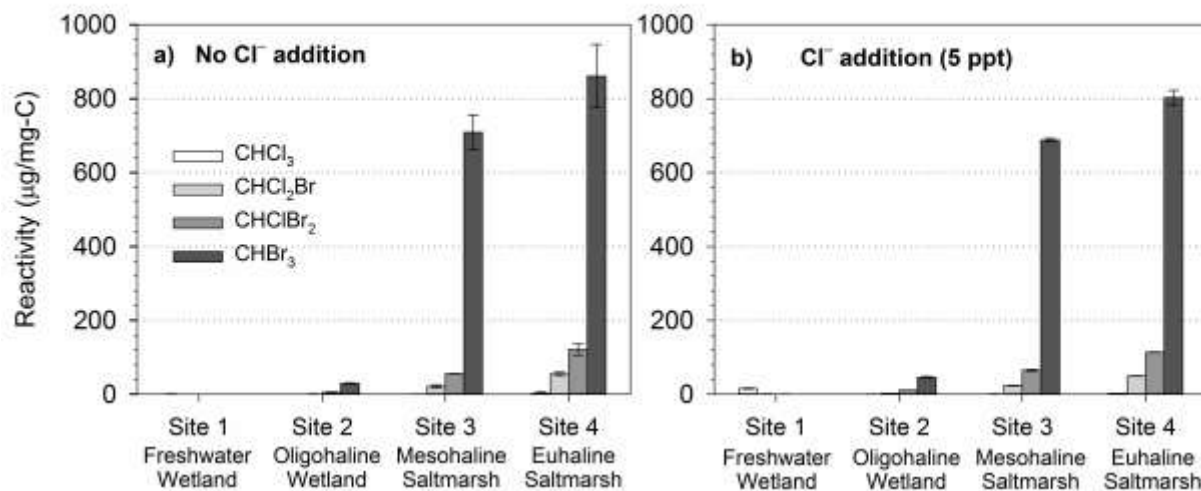 Reactivity (µg/mg-C)
1000
800
600
400
200
0
a) No Cl⁻ addition
CHCl₃
CHCl₂Br
CHClBr₂
CHBr₃
Site 1
Freshwater
Wetland
Site 2
Oligohaline
Wetland
Site 3
Mesohaline
Saltmarsh
Site 4
Euhaline
Saltmarsh
1000
800
600
400
200
0
b) Cl⁻ addition (5 ppt)
Site 1
Freshwater
Wetland
Site 2
Oligohaline
Wetland
Site 3
Mesohaline
Saltmarsh
Site 4
Euhaline
Saltmarsh